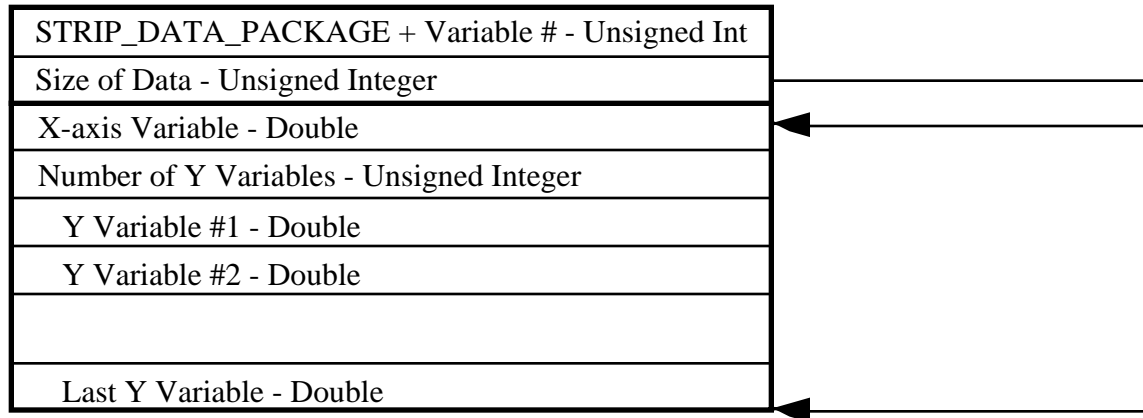 STRIP_DATA_PACKAGE + Variable # - Unsigned Int
Size of Data - Unsigned Integer
X-axis Variable - Double
Number of Y Variables - Unsigned Integer
Y Variable #1 - Double
Y Variable #2 - Double
Last Y Variable - Double